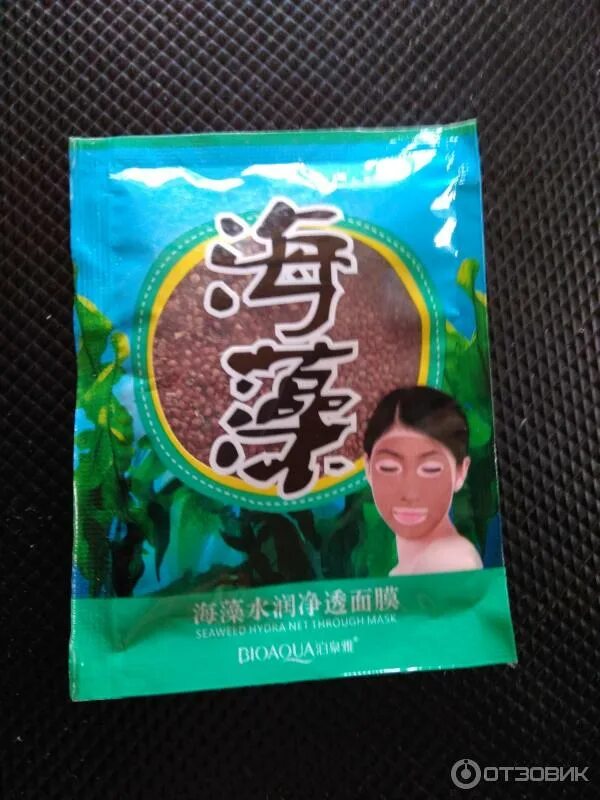 海
藻
海藻水润净透面膜
SEAWEED HYDRA NET THROUGH MASK
BIOAQUA泊泉雅®
ОТЗОВИК